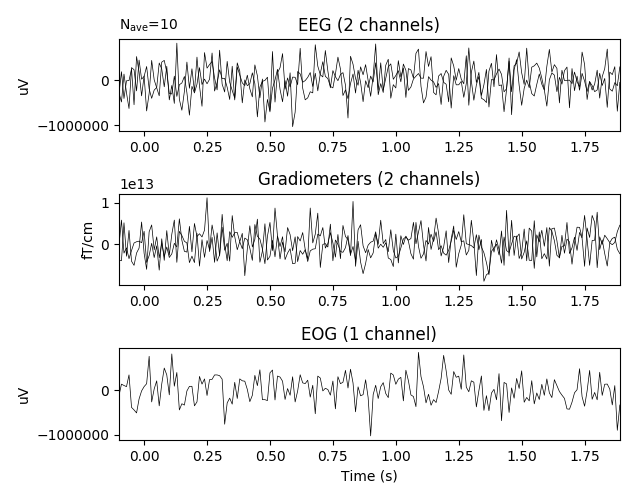 N_ave=10
EEG (2 channels)
uV
0
−1000000
0.00 0.25 0.50 0.75 1.00 1.25 1.50 1.75
1e13
Gradiometers (2 channels)
fT/cm
1
0
0.00 0.25 0.50 0.75 1.00 1.25 1.50 1.75
EOG (1 channel)
uV
0
−1000000
0.00 0.25 0.50 0.75 1.00 1.25 1.50 1.75
Time (s)